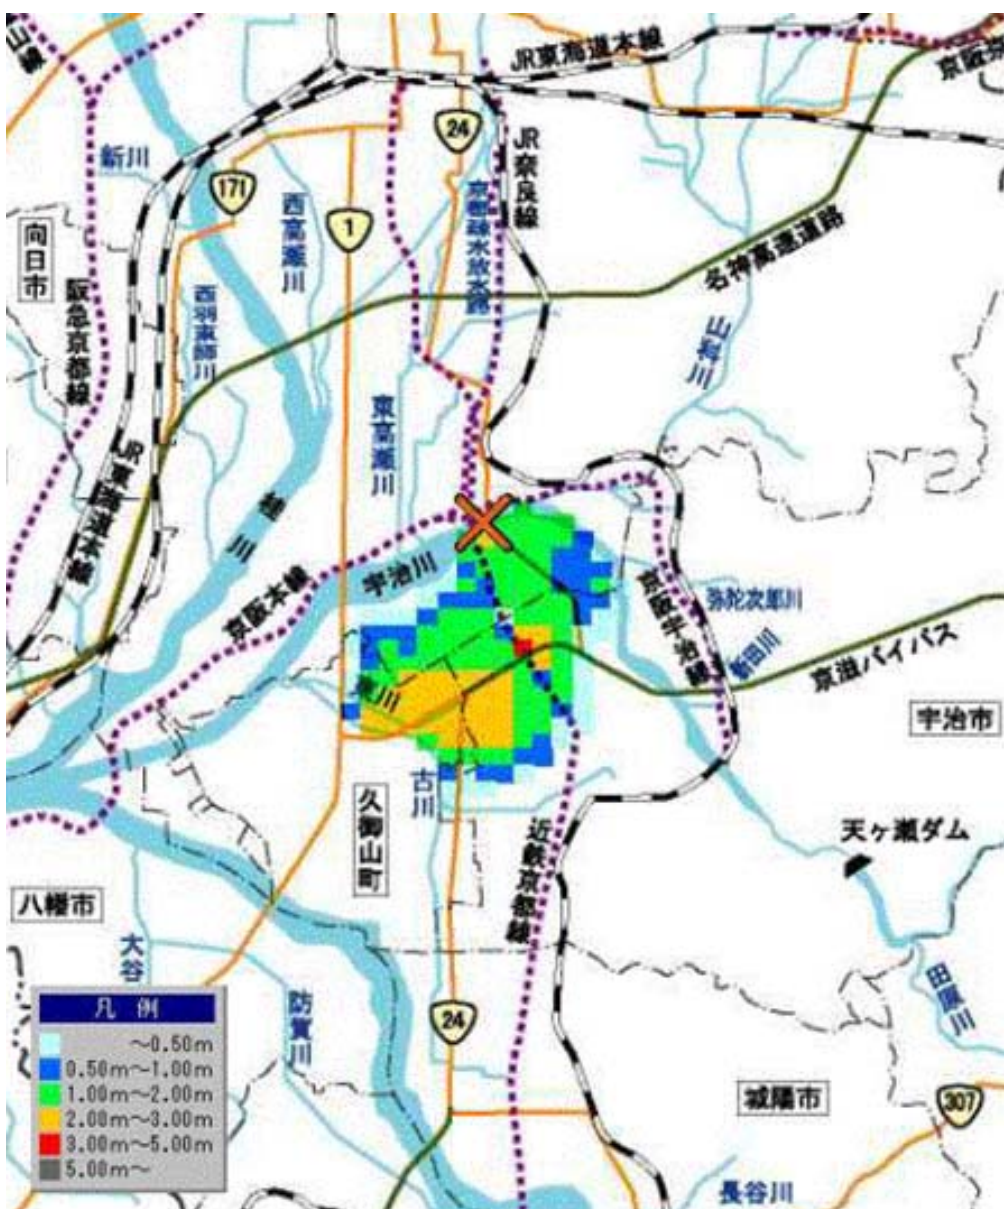 JR東海道本線
24
新川
171
1
JR奈良線
西高瀬川
京都疏水放水路
向日市
阪急京都線
名神高速道路
西羽束師川
東高瀬川
JR東海道本線
桂川
宇治川
京阪本線
京阪宇治線
弥陀次郎川
新田川
京滋バイパス
宇治市
古川
久御山町
近鉄京都線
天ヶ瀬ダム
八幡市
大谷
防賀川
田原川
24
城陽市
307
長谷川
凡例
～0.50m
0.50m～1.00m
1.00m～2.00m
2.00m～3.00m
3.00m～5.00m
5.00m～